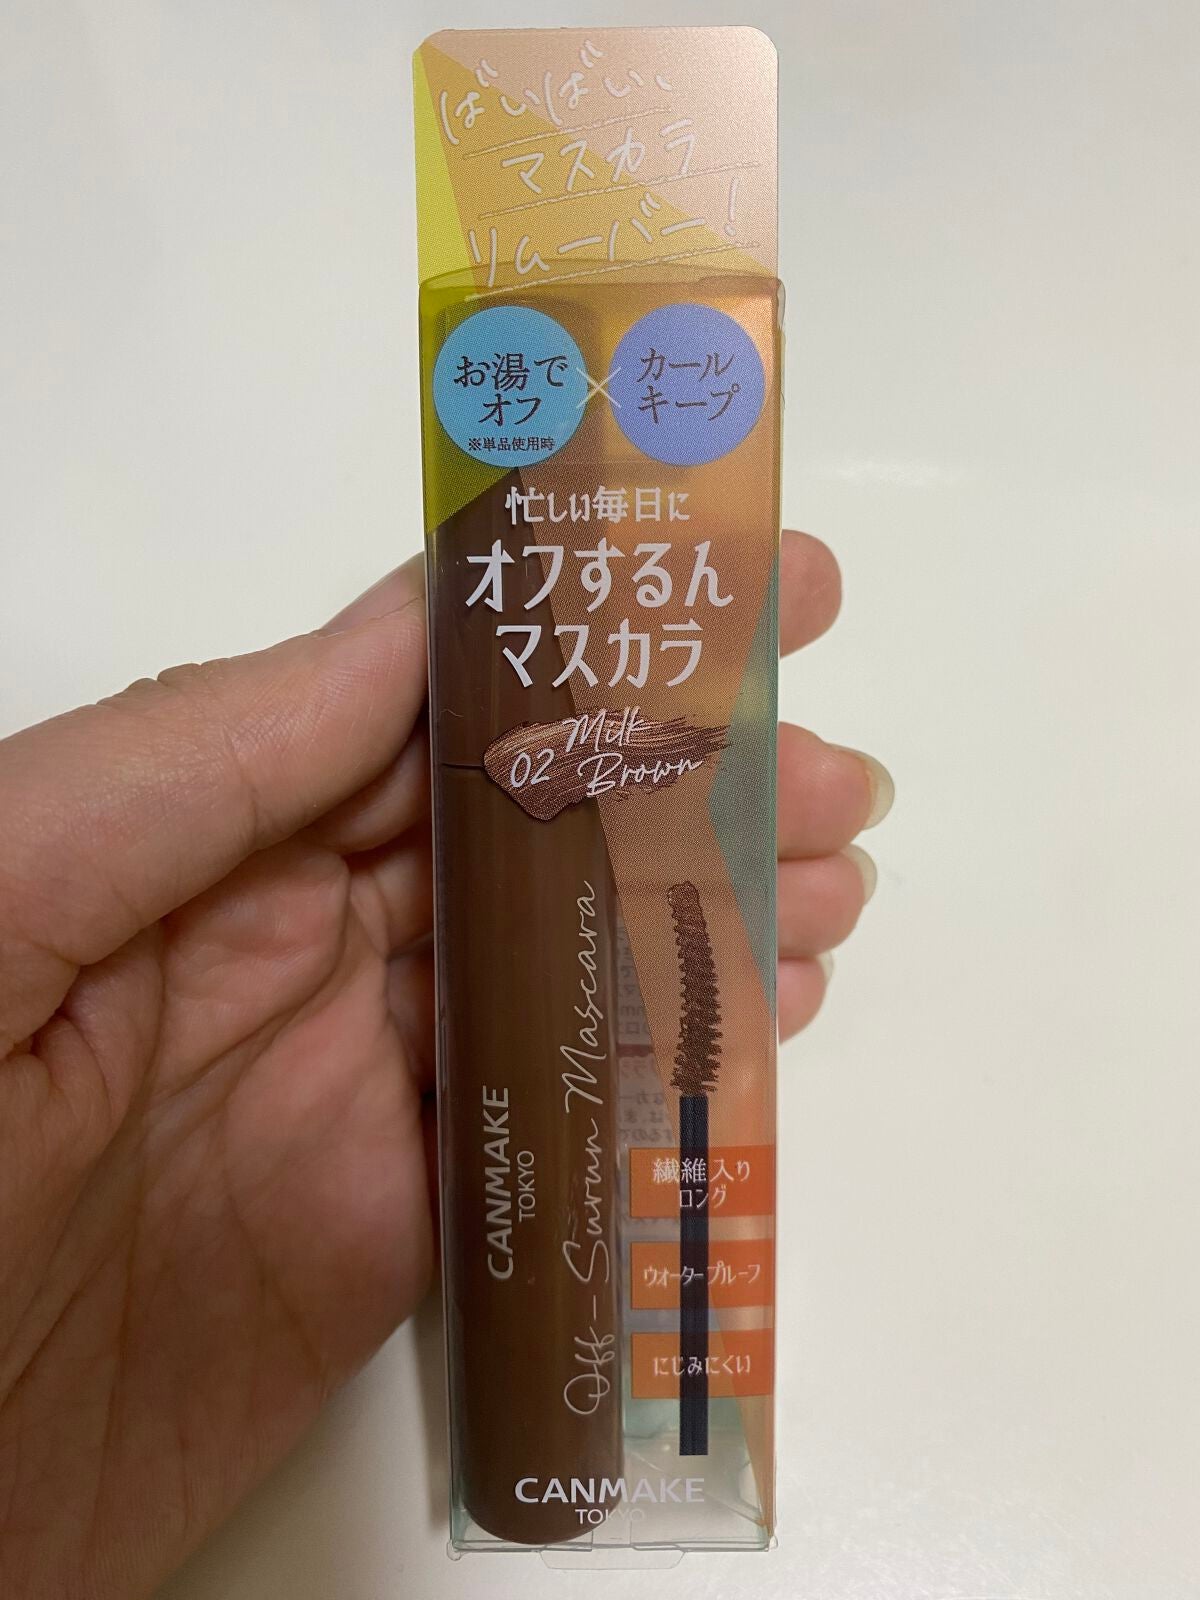 ばいばい、
マスカラ
リムーバー!
お湯で
オフ
※単品使用時
×
カール
キープ
忙しい毎日に
オフするん
マスカラ
02 Milk
Brown
Off-Surun Mascara
CANMAKE
TOKYO
繊維入り
ロング
ウォータープルーフ
にじみにくい
CANMAKE
TOKYO